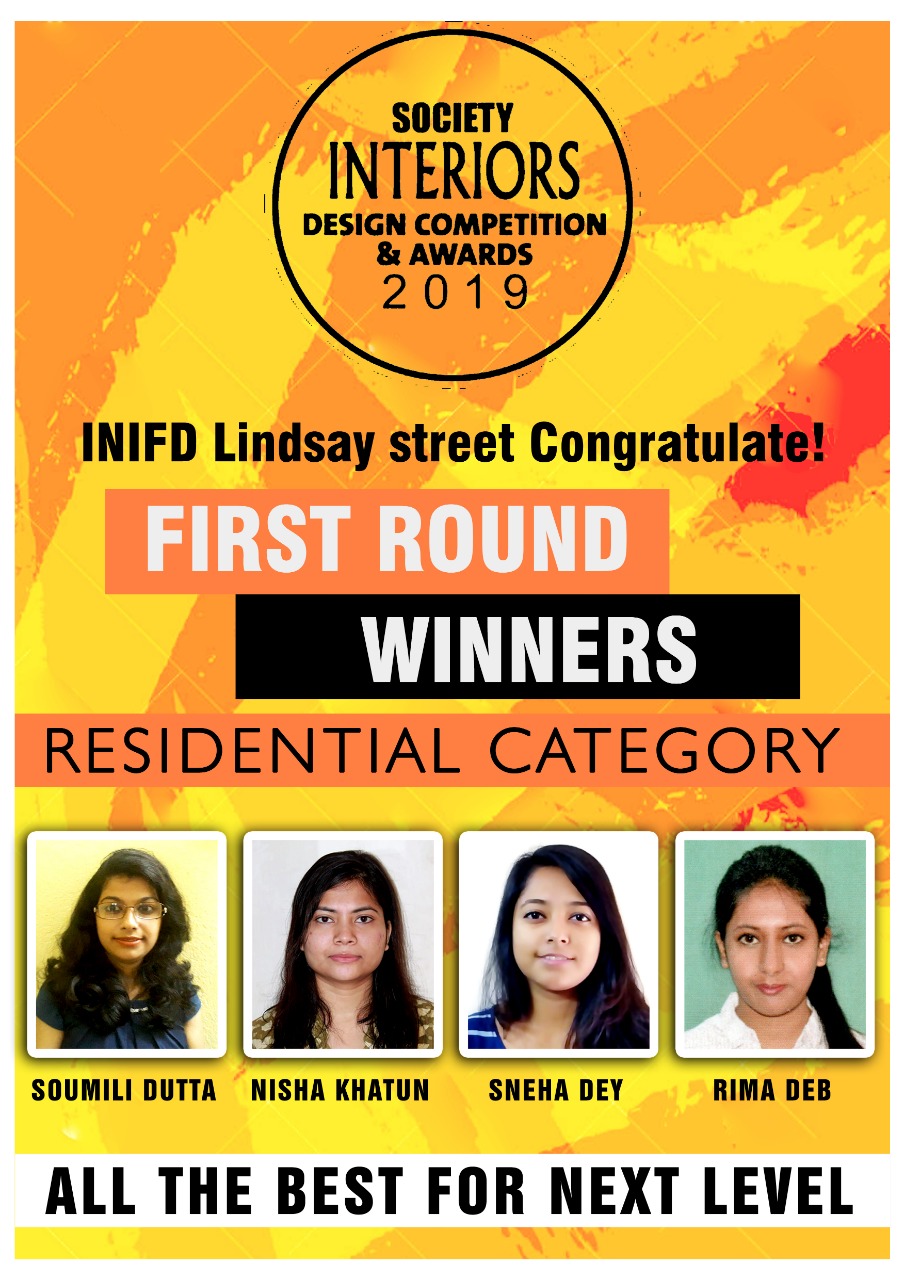 SOCIETY
INTERIORS
DESIGN COMPETITION
& AWARDS
2019
INIFD Lindsay street Congratulate!
FIRST ROUND
WINNERS
RESIDENTIAL CATEGORY
SOUMILI DUTTA NISHA KHATUN SNEHA DEY RIMA DEB
ALL THE BEST FOR NEXT LEVEL